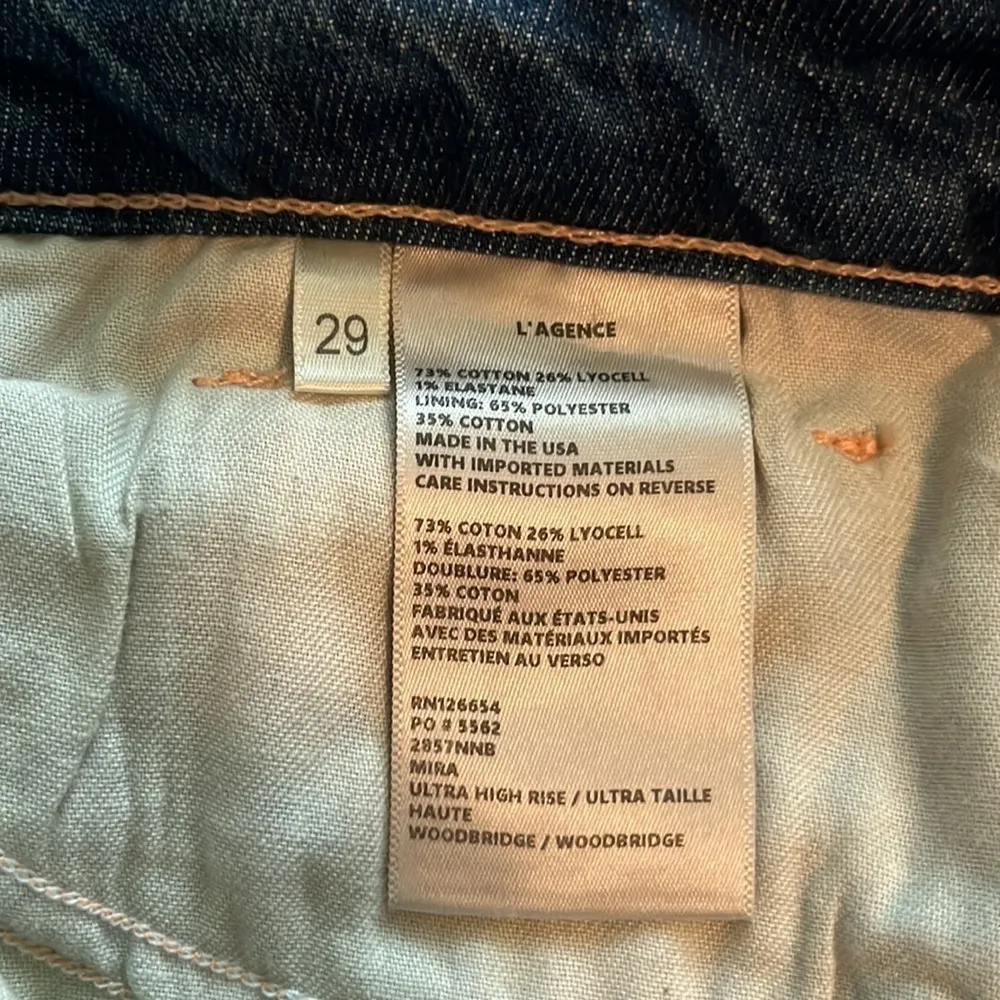 29
L'AGENCE
73% COTTON 26% LYOCELL
1% ELASTANE
LINING: 65% POLYESTER
35% COTTON
MADE IN THE USA
WITH IMPORTED MATERIALS
CARE INSTRUCTIONS ON REVERSE
73% COTON 26% LYOCELL
1% ÉLASTHANNE
DOUBLURE: 65% POLYESTER
35% COTON
FABRIQUÉ AUX ÉTATS-UNIS
AVEC DES MATÉRIAUX IMPORTÉS
ENTRETIEN AU VERSO
RN126654
PO # 5562
2857NNB
MIRA
ULTRA HIGH RISE / ULTRA TAILLE
HAUTE
WOODBRIDGE / WOODBRIDGE